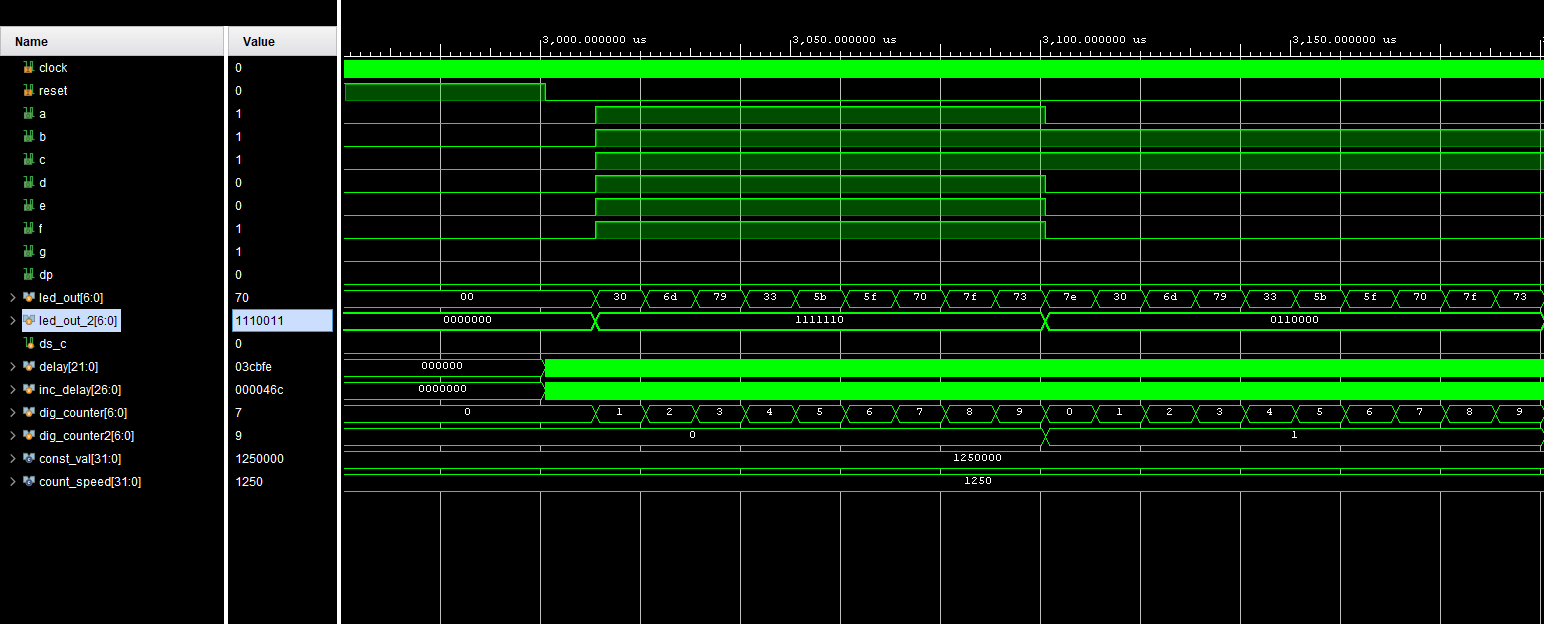 Name Value
3,000.000000 us 3,050.000000 us 3,100.000000 us 3,150.000000 us
clock 0
reset 0
a 1
b 1
c 1
d 0
e 0
f 1
g 1
dp 0
led_out[6:0] 70 00 30 6d 79 33 5b 5f 70 7f 73 7e 30 6d 79 33 5b 5f 70 7f 73
led_out_2[6:0] 1110011 0000000 1111110 0110000
ds_c 0
delay[21:0] 03cbfe 000000
inc_delay[26:0] 000046c 0000000
dig_counter[6:0] 7 0 1 2 3 4 5 6 7 8 9 0 1 2 3 4 5 6 7 8 9
dig_counter2[6:0] 9 0 1
const_val[31:0] 1250000 1250000
count_speed[31:0] 1250 1250